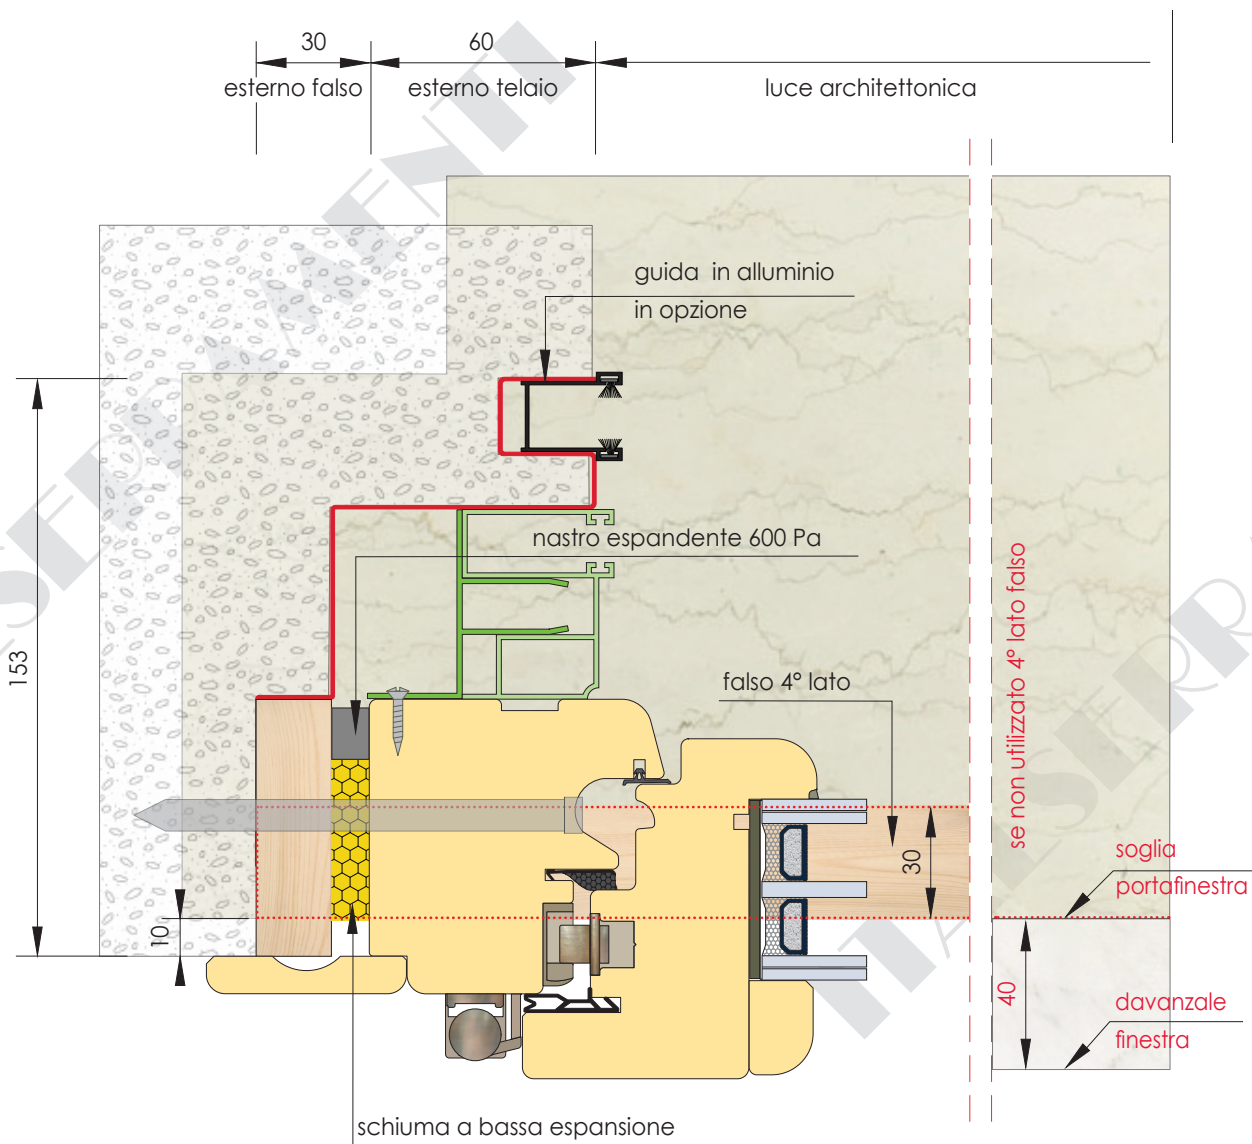 30
60
esterno falso
esterno telaio
luce architettonica
guida in alluminio
in opzione
nastro espandente 600 Pa
153
falso 4° lato
se non utilizzato 4° lato falso
30
soglia
portafinestra
10
40
davanzale
finestra
schiuma a bassa espansione